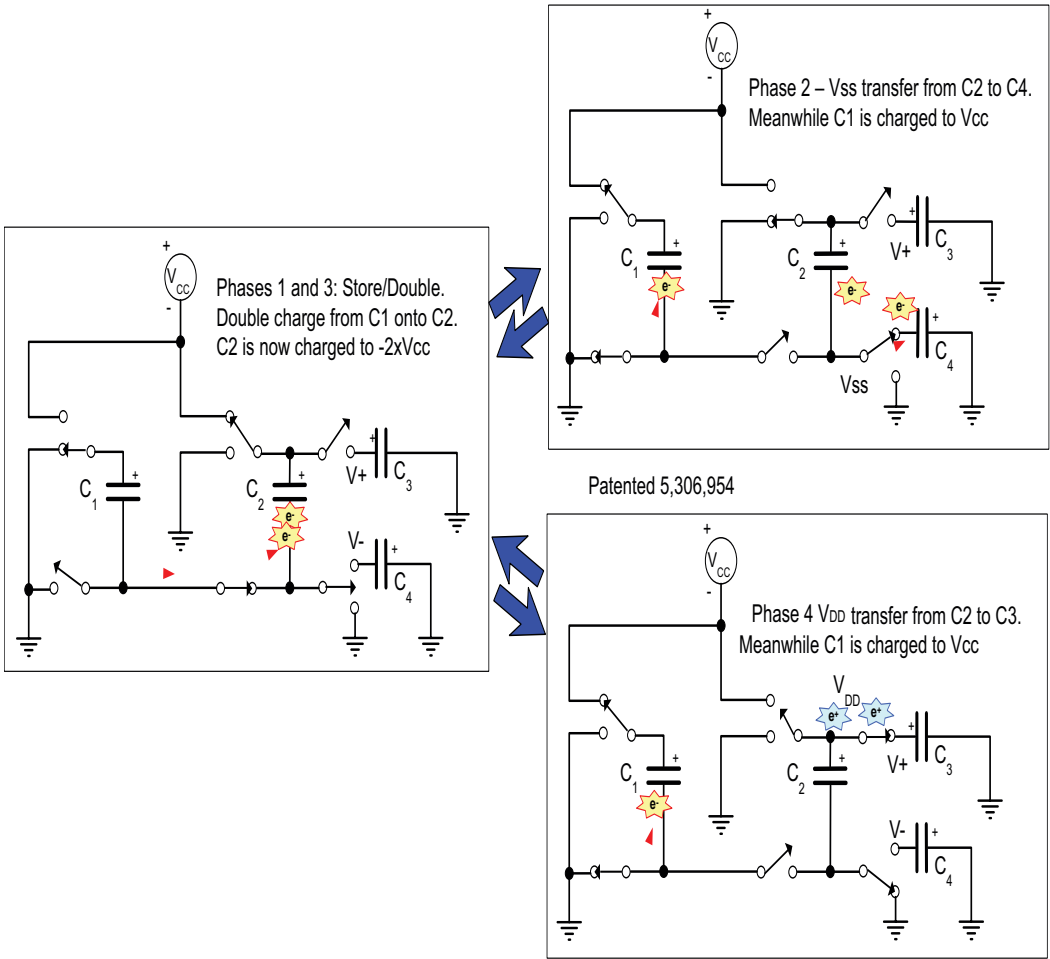 +
VCC
-
Phases 1 and 3: Store/Double.
Double charge from C1 onto C2.
C2 is now charged to -2xVcc
C1
+
C2
+
e-
e-
V+
+
C3
V-
+
C4
+
VCC
-
Phase 2 – Vss transfer from C2 to C4.
Meanwhile C1 is charged to Vcc
C1
+
e-
C2
+
e-
V+
+
C3
e-
+
C4
Vss
Patented 5,306,954
+
VCC
-
Phase 4 VDD transfer from C2 to C3.
Meanwhile C1 is charged to Vcc
VDD
e+
e+
C1
+
e-
C2
+
V+
+
C3
V-
+
C4